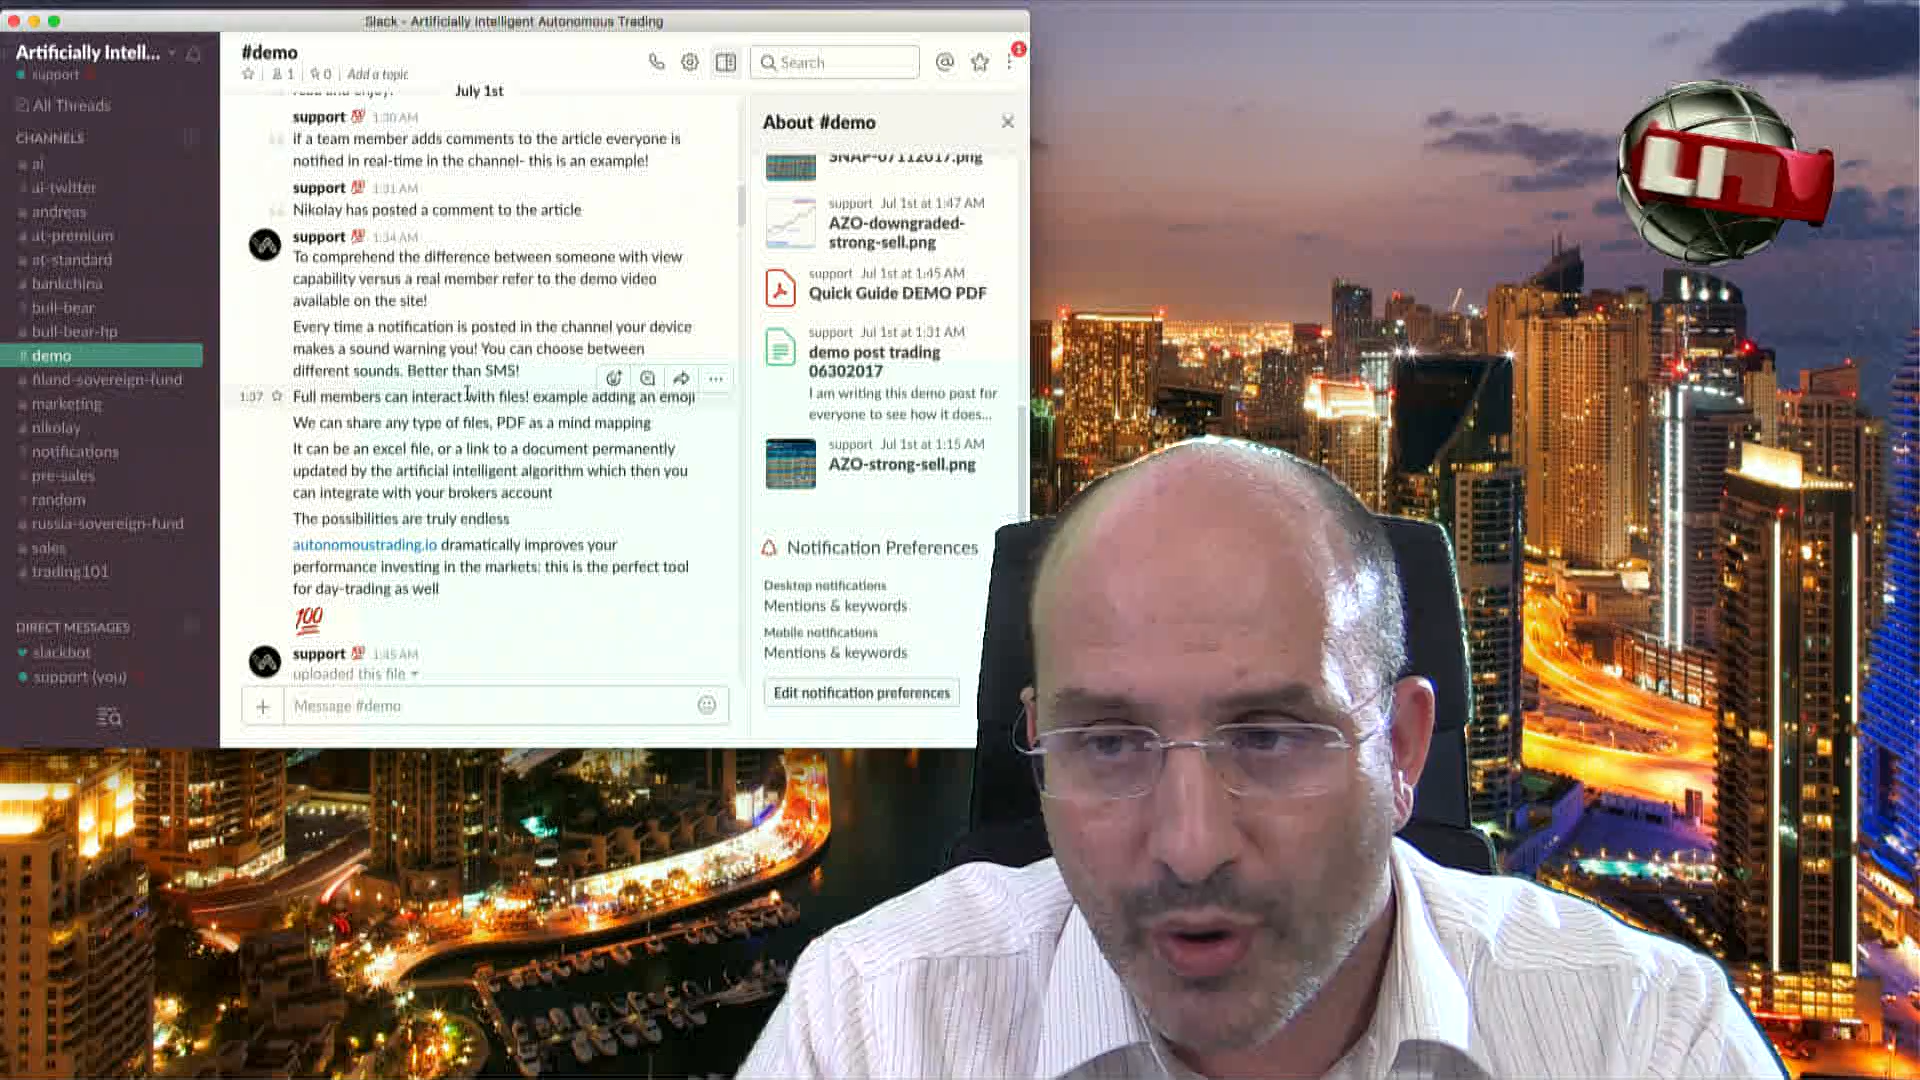 Slack - Artificially Intelligent Autonomous Trading
Artificially Intell...
support
All Threads
CHANNELS
ai
ai-twitter
andreas
at-premium
at-standard
bankchina
bull-bear
bull-bear-hp
demo
filand-sovereign-fund
marketing
nikolay
notifications
pre-sales
random
russia-sovereign-fund
sales
trading101
DIRECT MESSAGES
slackbot
support (you)
#demo
1
0
Add a topic
Search
1
read and enjoy!
July 1st
support 1:30 AM
if a team member adds comments to the article everyone is
notified in real-time in the channel- this is an example!
support 1:31 AM
Nikolay has posted a comment to the article
support 1:34 AM
To comprehend the difference between someone with view
capability versus a real member refer to the demo video
available on the site!
Every time a notification is posted in the channel your device
makes a sound warning you! You can choose between
different sounds. Better than SMS!
1:37 Full members can interact with files! example adding an emoji
We can share any type of files, PDF as a mind mapping
It can be an excel file, or a link to a document permanently
updated by the artificial intelligent algorithm which then you
can integrate with your brokers account
The possibilities are truly endless
autonomoustrading.io dramatically improves your
performance investing in the markets: this is the perfect tool
for day-trading as well
100
support 1:45 AM
uploaded this file
Message #demo
About #demo
SNAP-07112017.png
support Jul 1st at 1:47 AM
AZO-downgraded-
strong-sell.png
support Jul 1st at 1:45 AM
Quick Guide DEMO PDF
support Jul 1st at 1:31 AM
demo post trading
06302017
I am writing this demo post for
everyone to see how it does...
support Jul 1st at 1:15 AM
AZO-strong-sell.png
Notification Preferences
Desktop notifications
Mentions & keywords
Mobile notifications
Mentions & keywords
Edit notification preferences